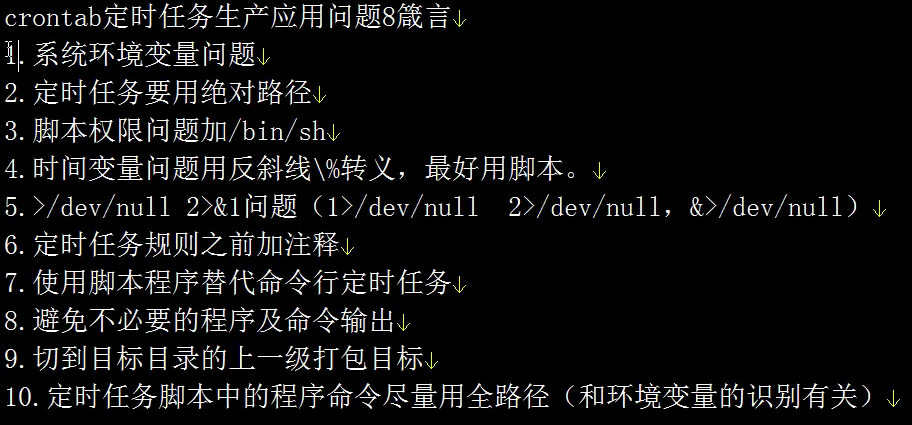 crontab定时任务生产应用问题8箴言↓
1.系统环境变量问题↓
2.定时任务要用绝对路径↓
3.脚本权限问题加/bin/sh↓
4.时间变量问题用反斜线\%转义，最好用脚本。↓
5.>/dev/null 2>&1问题（1>/dev/null  2>/dev/null，&>/dev/null）↓
6.定时任务规则之前加注释↓
7.使用脚本程序替代命令行定时任务↓
8.避免不必要的程序及命令输出↓
9.切到目标目录的上一级打包目标↓
10.定时任务脚本中的程序命令尽量用全路径（和环境变量的识别有关）↓